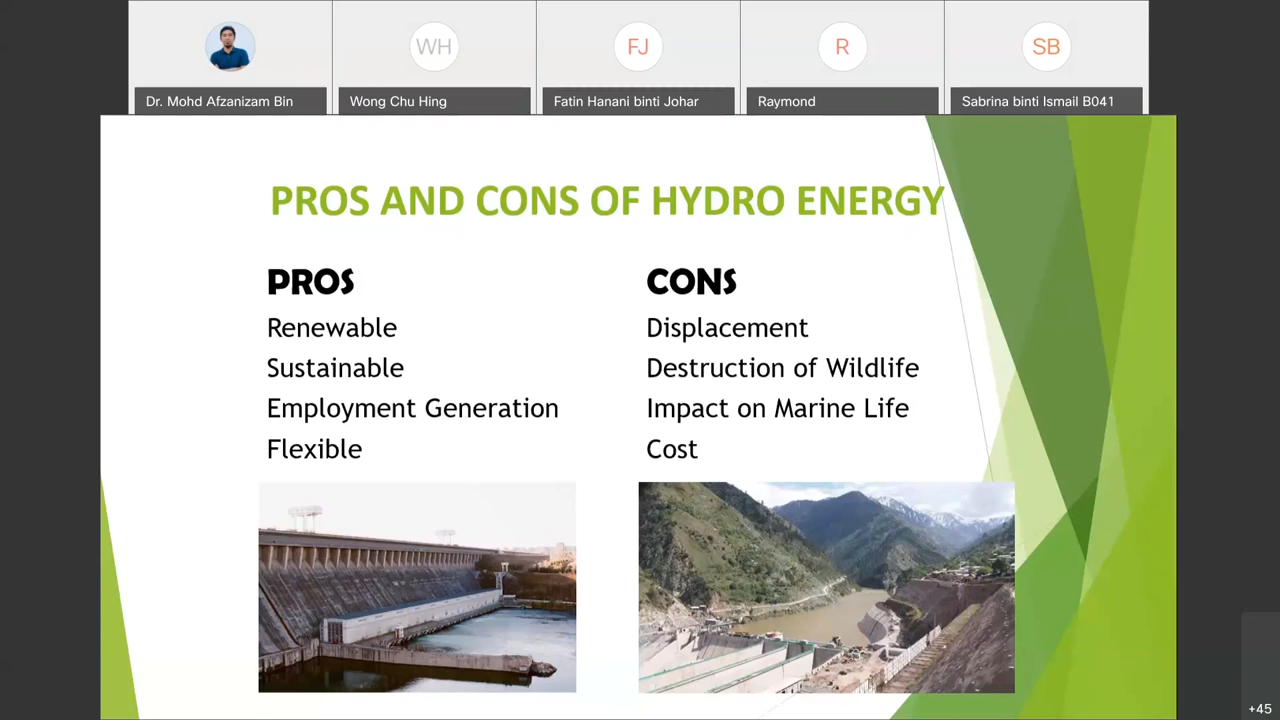 WH
FJ
R
SB
Dr. Mohd Afzanizam Bin
Wong Chu Hing
Fatin Hanani binti Johar
Raymond
Sabrina binti Ismail B041
PROS AND CONS OF HYDRO ENERGY
PROS
Renewable
Sustainable
Employment Generation
Flexible
CONS
Displacement
Destruction of Wildlife
Impact on Marine Life
Cost
+45